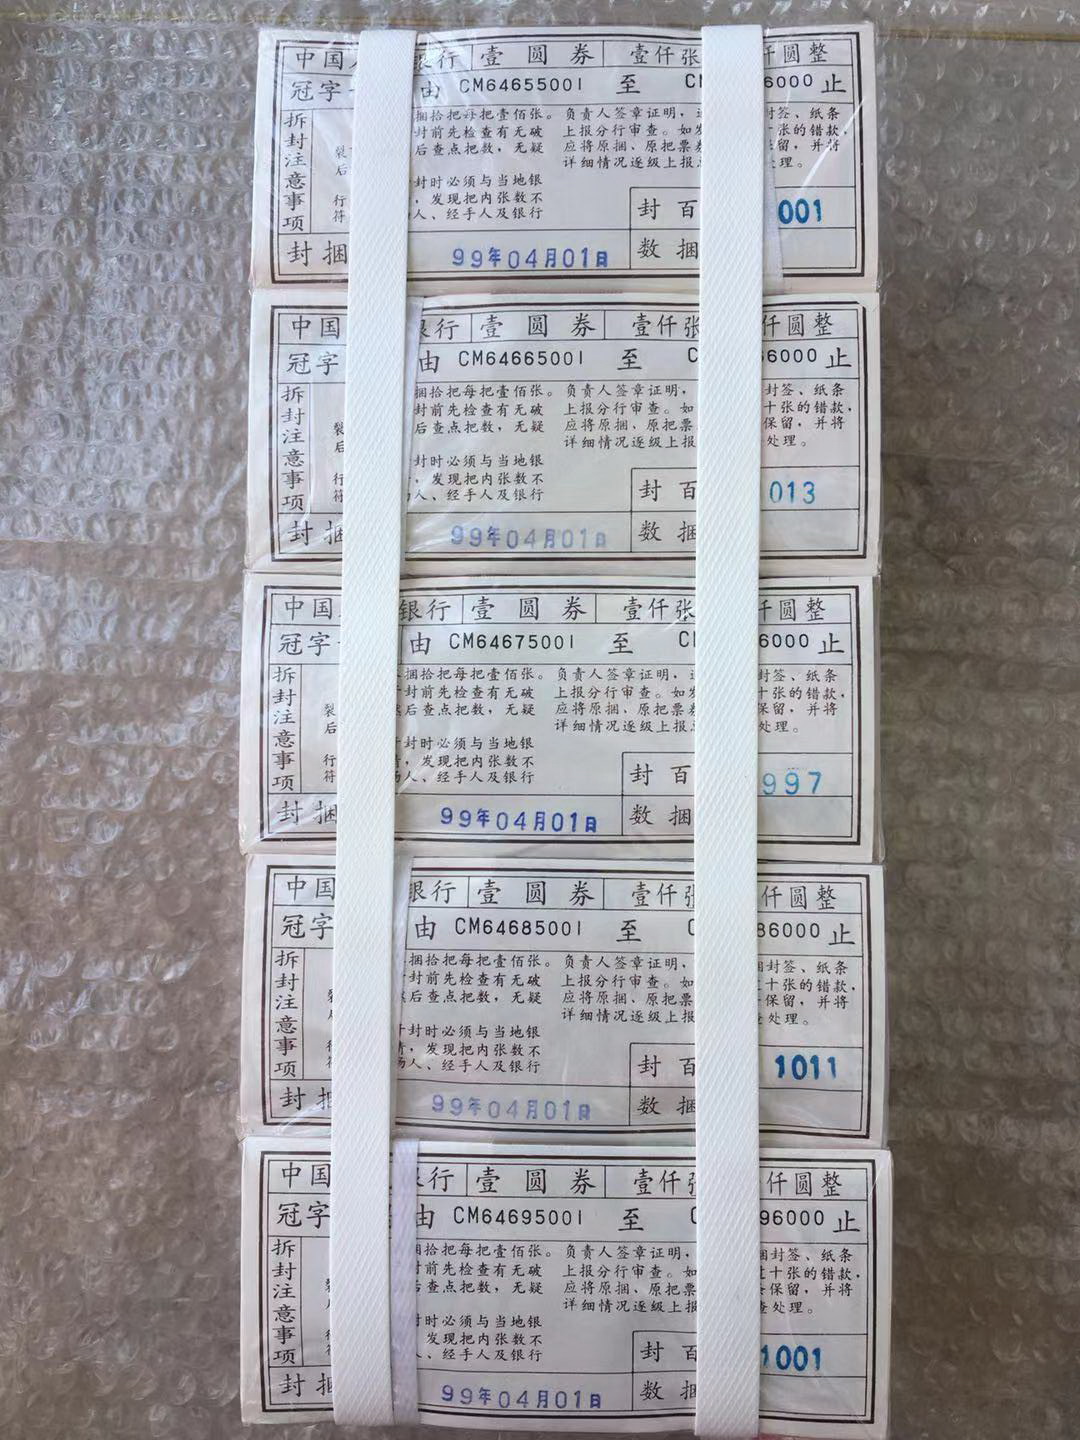 中国 银行 壹圆券 壹仟张 仟圆整
冠字 由 CM64655001 至 C 6000 止
拆封注意事项
捆拾把每把壹佰张。 负责人签章证明,
封前先检查有无破 上报分行审查。如 十张的错款,
后查点把数,无疑 应将原捆、原把票 留,并将
详细情况逐级上报 理。
封时必须与当地银
,发现把内张数不
人、经手人及银行
封百 001
封捆 99年04月01日 数捆
中国 银行 壹圆券 壹仟张 仟圆整
冠字 由 CM64665001 至 C 6000 止
拆封注意事项
捆拾把每把壹佰张。 负责人签章证明, 封签、纸条
封前先检查有无破 上报分行审查。如 十张的错款,
后查点把数,无疑 应将原捆、原把票 保留,并将
详细情况逐级上报 处理。
封时必须与当地银
,发现把内张数不
人、经手人及银行
封百 013
封捆 99年04月01日 数捆
中国 银行 壹圆券 壹仟张 仟圆整
冠字 由 CM64675001 至 C 6000 止
拆封注意事项
捆拾把每把壹佰张。 负责人签章证明, 封签、纸条
封前先检查有无破 上报分行审查。如 十张的错款,
后查点把数,无疑 应将原捆、原把票 保留,并将
详细情况逐级上报 处理。
封时必须与当地银
,发现把内张数不
人、经手人及银行
封百 997
封捆 99年04月01日 数捆
中国 银行 壹圆券 壹仟张 仟圆整
冠字 由 CM64685001 至 86000 止
拆封注意事项
捆拾把每把壹佰张。 负责人签章证明, 封签、纸条
封前先检查有无破 上报分行审查。如 十张的错款,
后查点把数,无疑 应将原捆、原把票 保留,并将
详细情况逐级上报 处理。
封时必须与当地银
,发现把内张数不
人、经手人及银行
封百 1011
封捆 99年04月01日 数捆
中国 银行 壹圆券 壹仟张 仟圆整
冠字 由 CM64695001 至 96000 止
拆封注意事项
捆拾把每把壹佰张。 负责人签章证明, 封签、纸条
封前先检查有无破 上报分行审查。如 十张的错款,
后查点把数,无疑 应将原捆、原把票 保留,并将
详细情况逐级上报 处理。
封时必须与当地银
发现把内张数不
、经手人及银行
封百 1001
封捆 99年04月01日 数捆